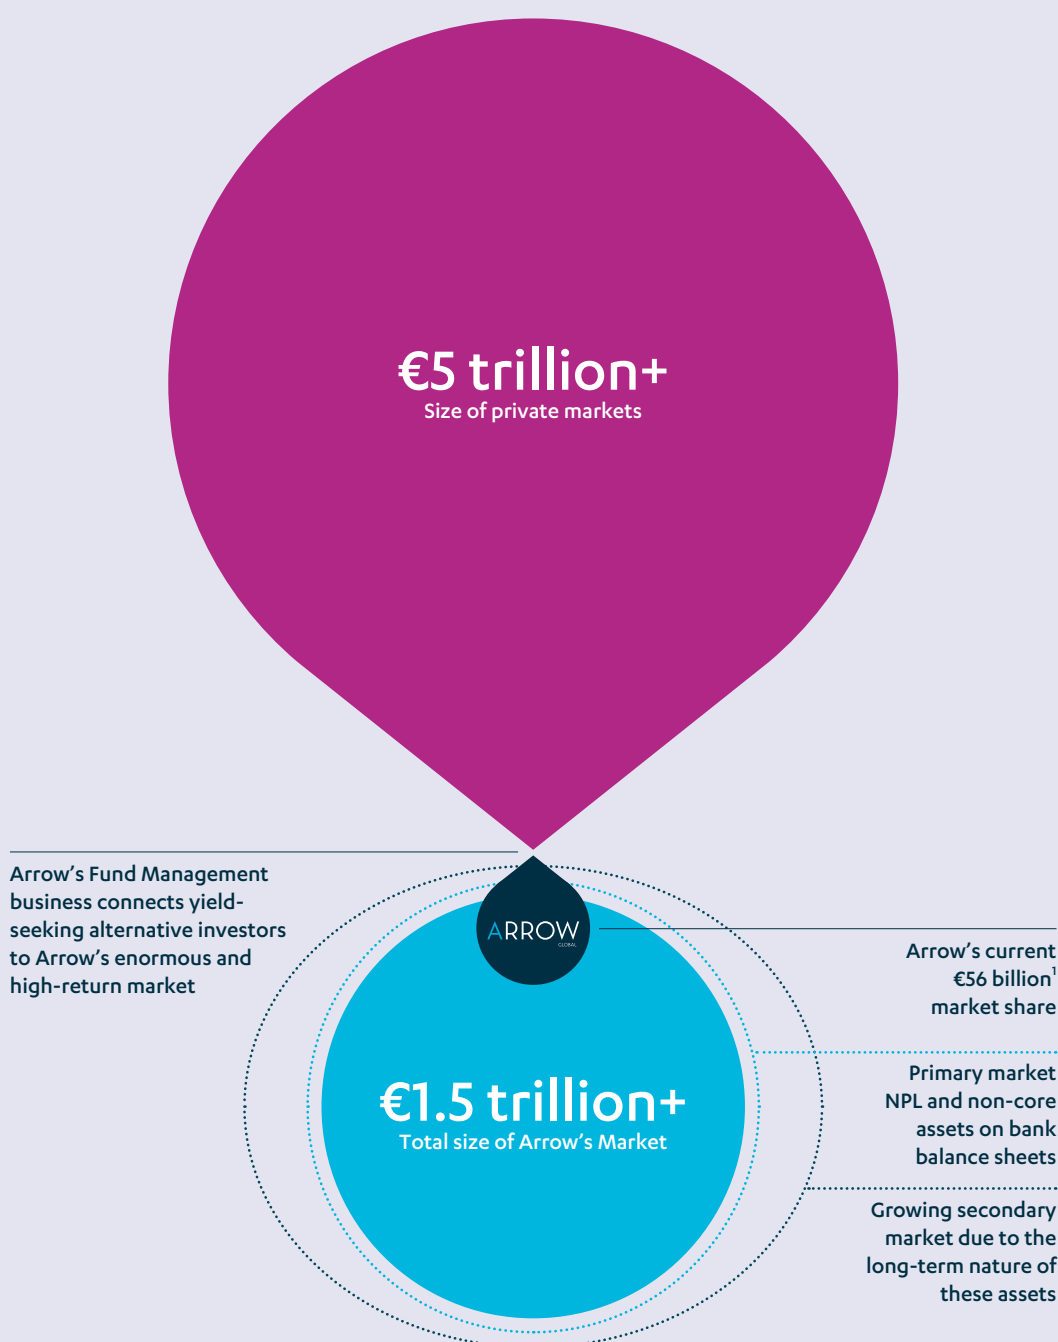 €5 trillion+
Size of private markets
Arrow's Fund Management
business connects yield-
seeking alternative investors
to Arrow's enormous and
high-return market
ARROW
GLOBAL
Arrow's current
€56 billion¹
market share
Primary market
NPL and non-core
assets on bank
balance sheets
€1.5 trillion+
Total size of Arrow's Market
Growing secondary
market due to the
long-term nature of
these assets